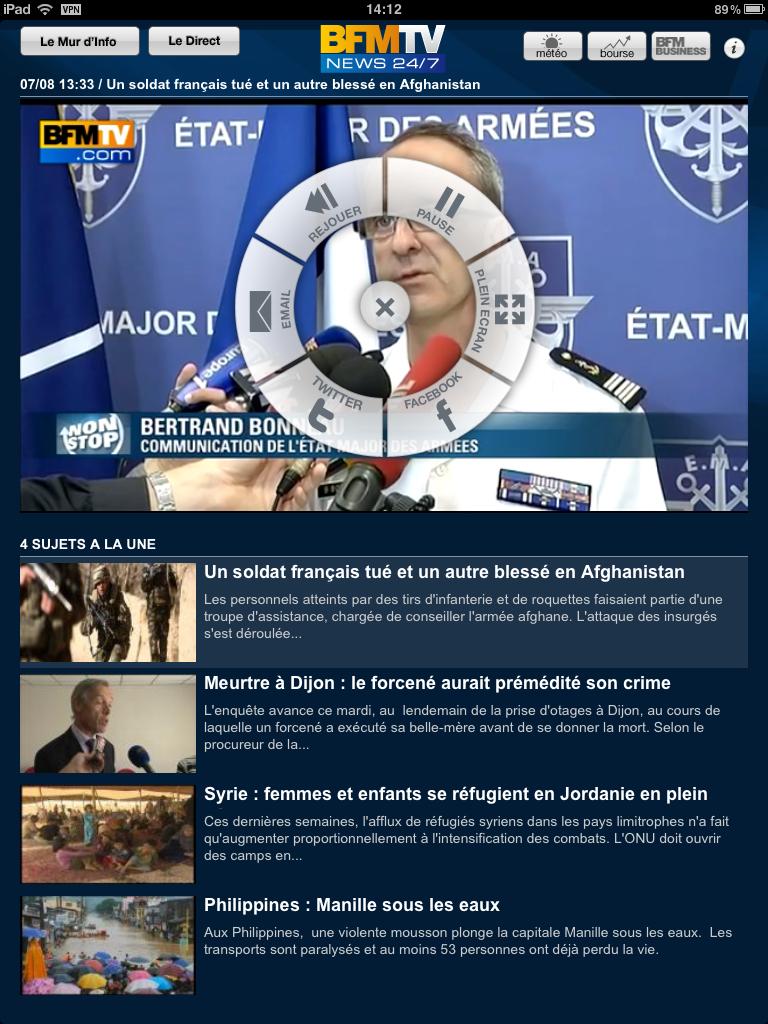 iPad VPN 14:12 89%
Le Mur d'Info Le Direct BFMTV NEWS 24/7 météo bourse BFM BUSINESS i
07/08 13:33 / Un soldat français tué et un autre blessé en Afghanistan
BFMTV
.com
ÉTAT- R DES ARMÉES
REJOUER PAUSE
EMAIL PLEIN ECRAN
MAJOR ÉTAT-M
TWITTER FACEBOOK
Europe1
NON STOP
BERTRAND
COMMUNICATION DE L'ÉTAT MAJOR DES ARMEES
E.M.A
4 SUJETS A LA UNE
Un soldat français tué et un autre blessé en Afghanistan
Les personnels atteints par des tirs d'infanterie et de roquettes faisaient partie d'une
troupe d'assistance, chargée de conseiller l'armée afghane. L'attaque des insurgés
s'est déroulée...
Meurtre à Dijon : le forcené aurait prémédité son crime
L'enquête avance ce mardi, au lendemain de la prise d'otages à Dijon, au cours de
laquelle un forcené a exécuté sa belle-mère avant de se donner la mort. Selon le
procureur de la...
Syrie : femmes et enfants se réfugient en Jordanie en plein
Ces dernières semaines, l'afflux de réfugiés syriens dans les pays limitrophes n'a fait
qu'augmenter proportionnellement à l'intensification des combats. L'ONU doit ouvrir
des camps en...
Philippines : Manille sous les eaux
Aux Philippines, une violente mousson plonge la capitale Manille sous les eaux. Les
transports sont paralysés et au moins 53 personnes ont déjà perdu la vie.